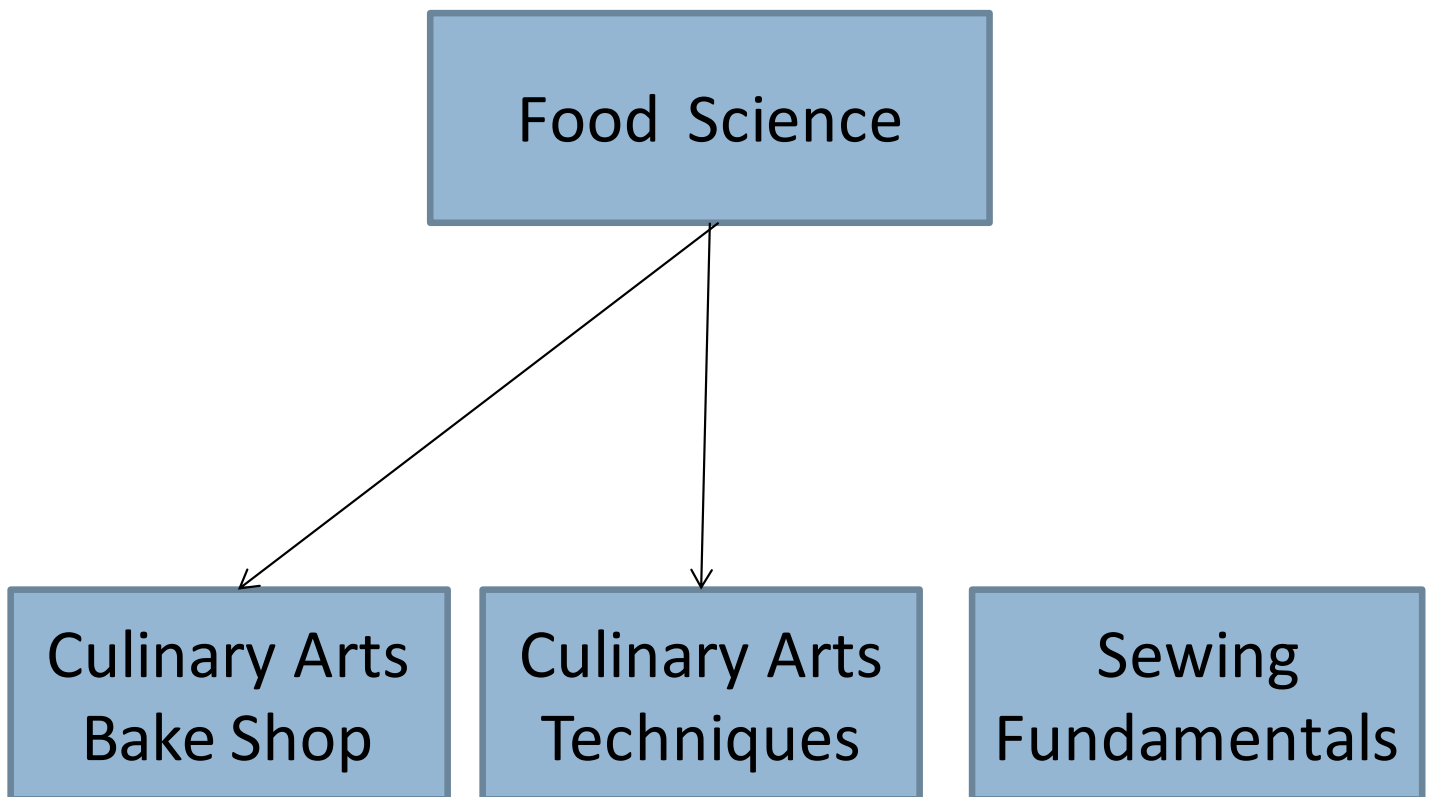 Food Science
Culinary Arts
Bake Shop
Culinary Arts
Techniques
Sewing
Fundamentals